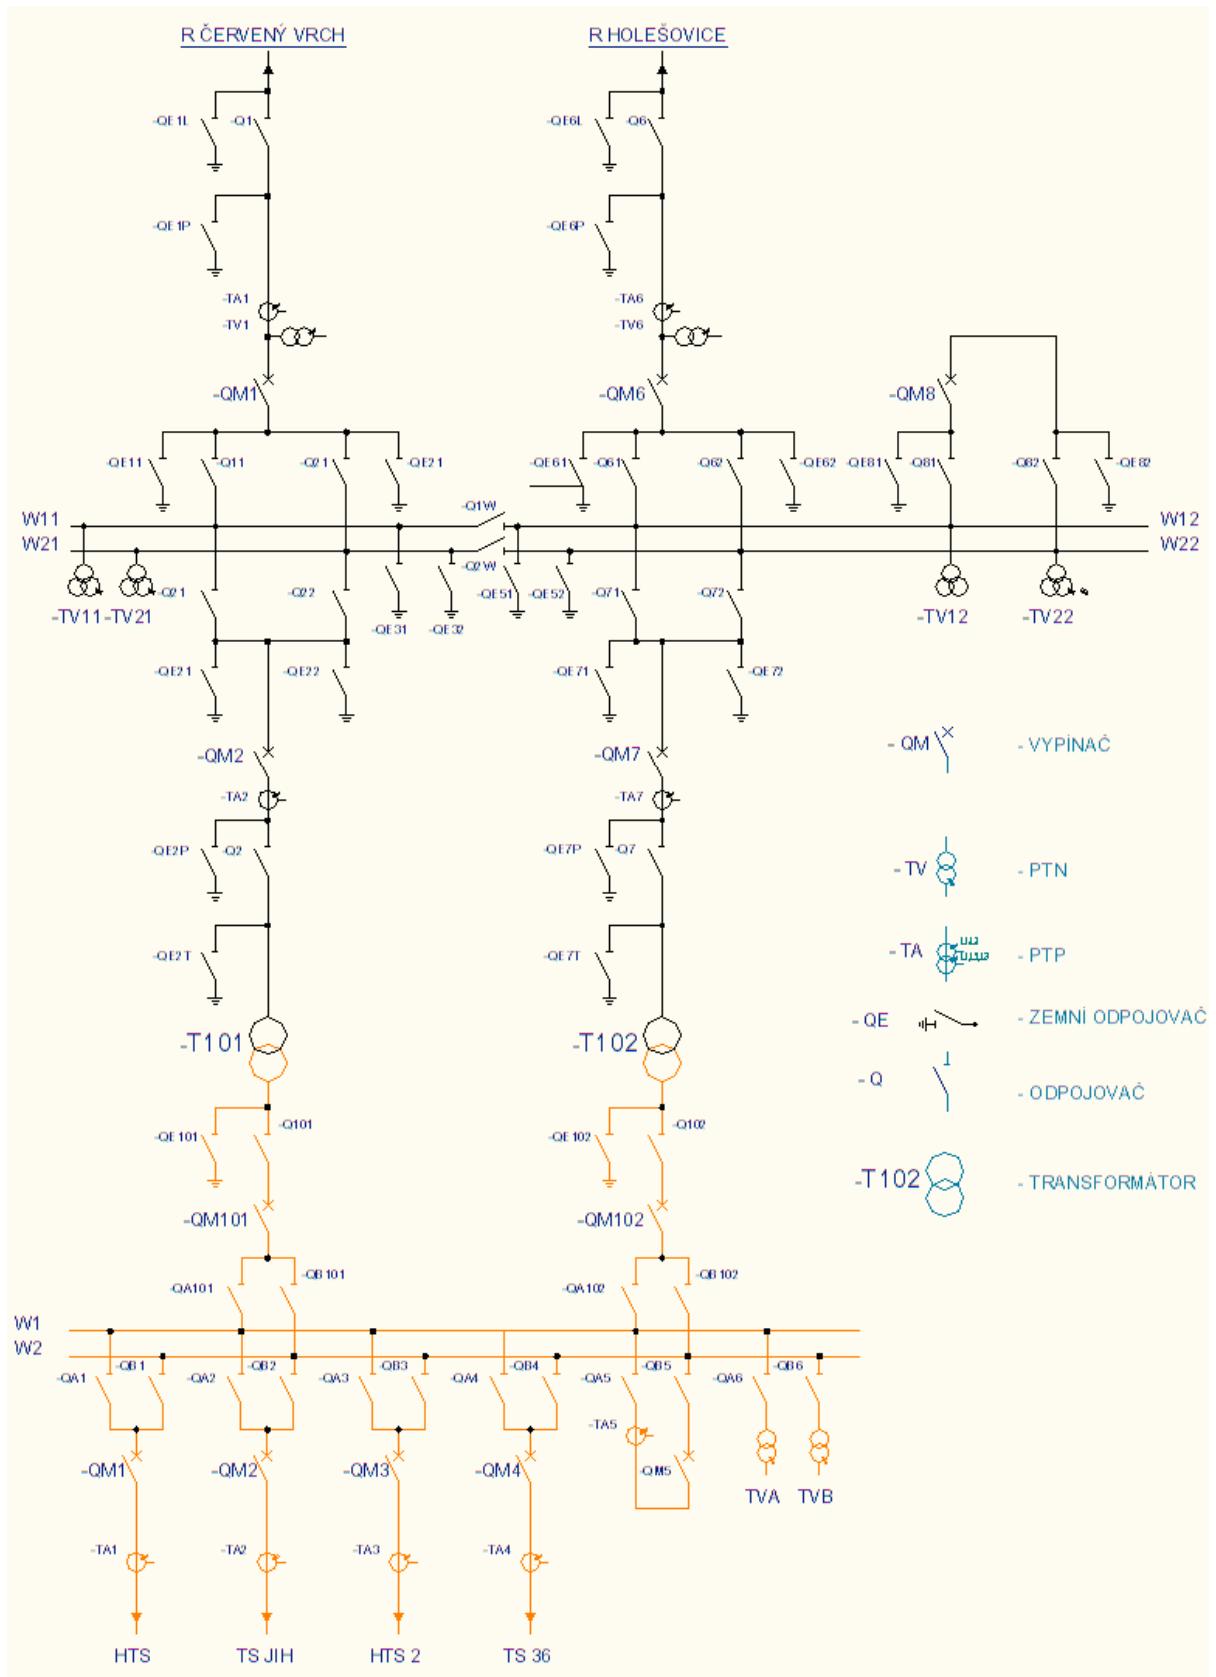 R ČERVENÝ VRCH
R HOLEŠOVICE
-QE1L
-Q1
-QE6L
-Q6
-QE1P
-QE6P
-TA1
-TV1
-TA6
-TV6
-QM1
-QM6
-QM8
-QE11
-Q11
-Q21
-QE21
-QE61
-Q61
-Q62
-QE62
-QE81
-Q81
-Q82
-QE82
-Q1W
W11
W12
W21
W22
-Q2W
-TV11
-TV21
-Q21
-Q22
-QE31
-QE32
-QE51
-QE52
-Q71
-Q72
-TV12
-TV22
-QE21
-QE22
-QE71
-QE72
-QM2
-QM7
- QM
- VYPÍNAČ
-TA2
-TA7
-QE2P
-Q2
-QE7P
-Q7
- TV
- PTN
-QE2T
-QE7T
- TA
- PTP
- QE
- ZEMNÍ ODPOJOVAČ
-T101
-T102
- Q
- ODPOJOVAČ
-QE101
-Q101
-QE102
-Q102
-T102
- TRANSFORMÁTOR
-QM101
-QM102
-QA101
-QB101
-QA102
-QB102
W1
W2
-QA1
-QB1
-QA2
-QB2
-QA3
-QB3
-QA4
-QB4
-QA5
-QB5
-QA6
-QB6
-TA5
-QM1
-QM2
-QM3
-QM4
-QM5
TVA
TVB
-TA1
-TA2
-TA3
-TA4
HTS
TS JIH
HTS 2
TS 36